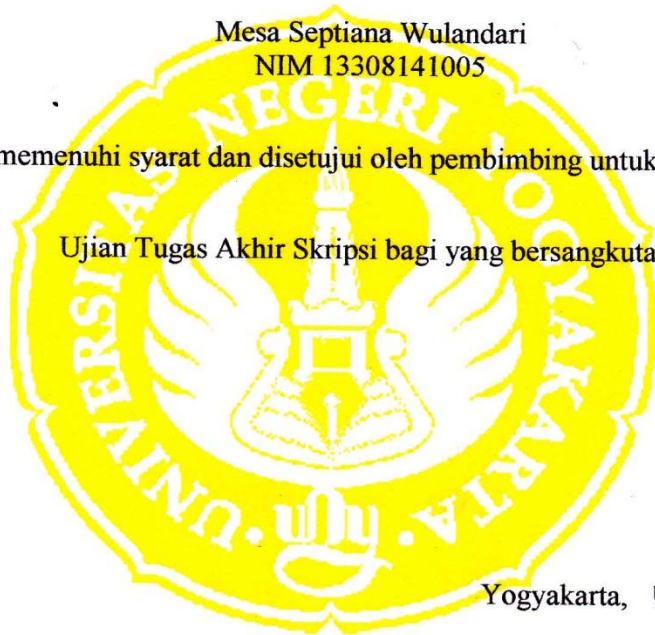 Mesa Septiana Wulandari
NIM 13308141005
memenuhi syarat dan disetujui oleh pembimbing untuk
Ujian Tugas Akhir Skripsi bagi yang bersangkuta
UNIVERSITAS NEGERI YOGYAKARTA
uny
Yogyakarta,